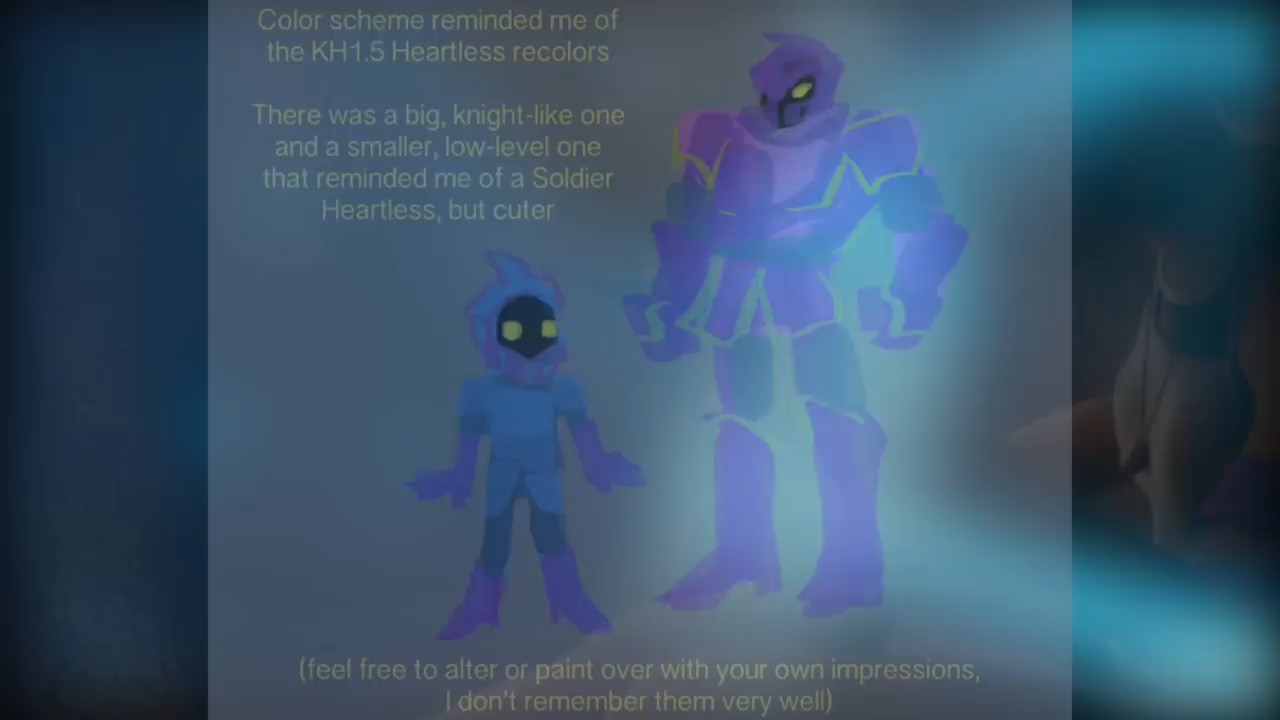 Color scheme reminded me of
the KH1.5 Heartless recolors
There was a big, knight-like one
and a smaller, low-level one
that reminded me of a Soldier
Heartless, but cuter
(feel free to alter or paint over with your own impressions,
I don't remember them very well)